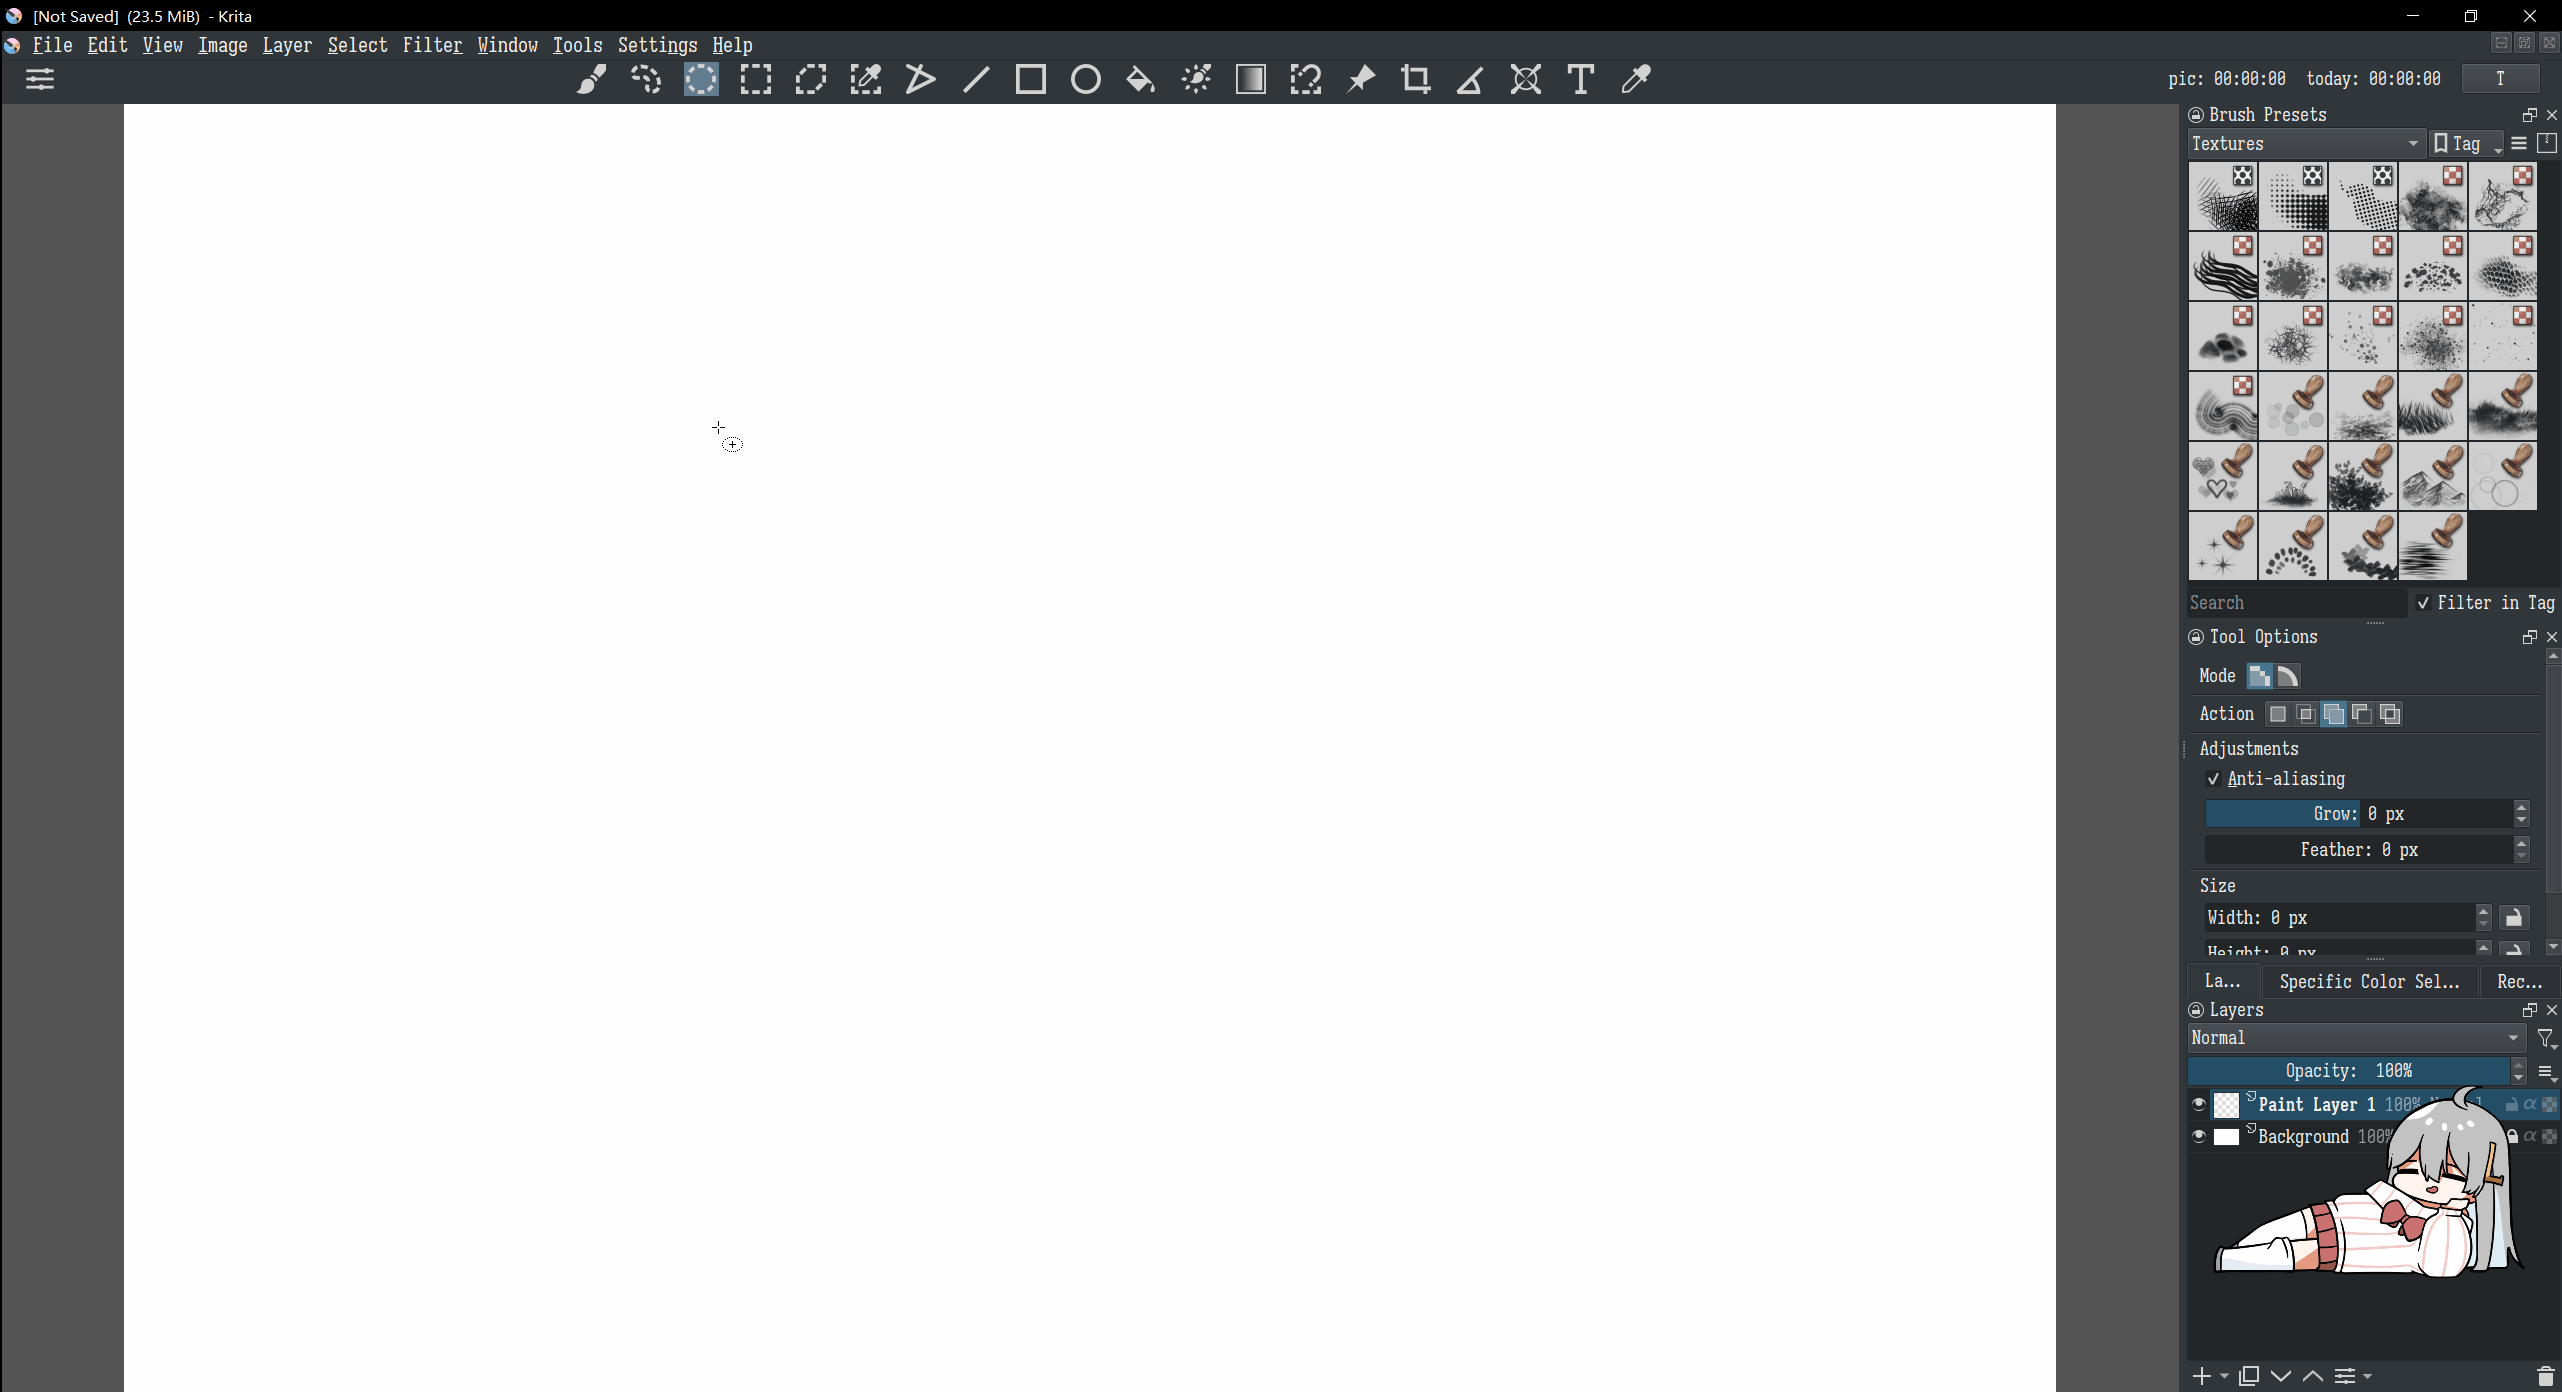 [Not Saved] (23.5 MiB) - Krita
File Edit View Image Layer Select Filter Window Tools Settings Help
pic: 00:00:00 today: 00:00:00 T
Brush Presets
Textures Tag
Search Filter in Tag
Tool Options
Mode
Action
Adjustments
Anti-aliasing
Grow: 0 px
Feather: 0 px
Size
Width: 0 px
Height: 0 px
La... Specific Color Sel... Rec...
Layers
Normal
Opacity: 100%
Paint Layer 1 100%
Background 100%